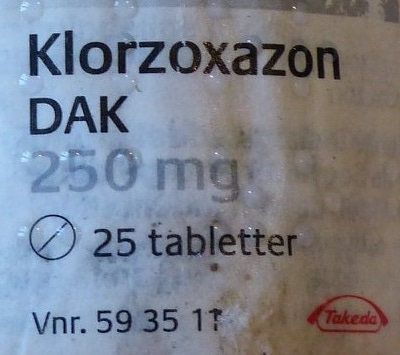 Klorzoxazon
DAK
250 mg
25 tabletter
Vnr. 59 35 11
Takeda